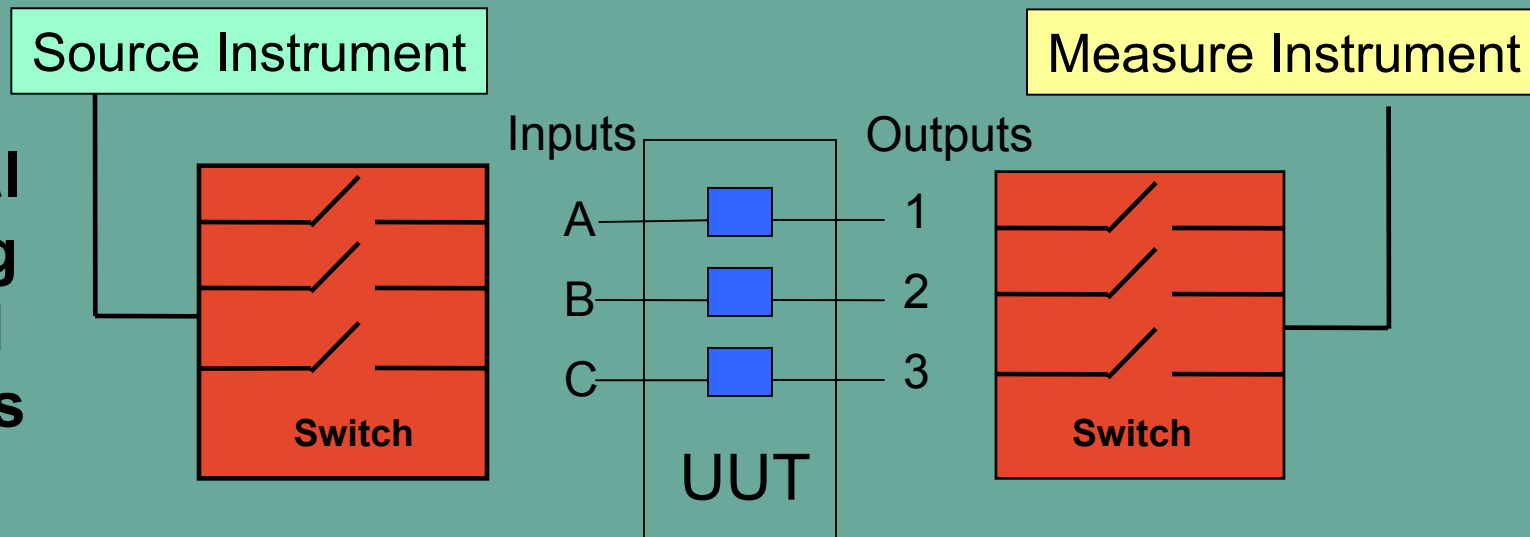 Source Instrument
Measure Instrument
Inputs
Outputs
A
1
B
2
C
3
Switch
UUT
Switch